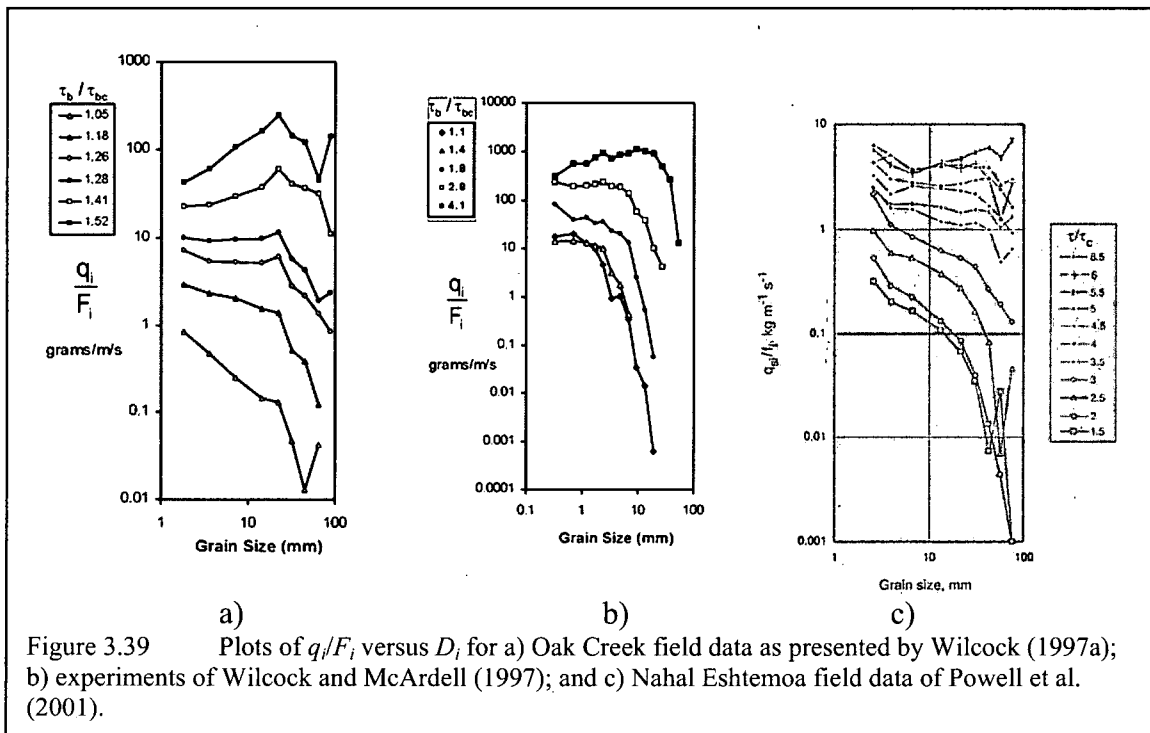 τb / τbc
1.05
1.18
1.26
1.28
1.41
1.52
1000
100
10
1
0.1
0.01
qi
Fi
grams/m/s
1 10 100
Grain Size (mm)
a)
τb / τbc
1.1
1.4
1.8
2.8
4.1
10000
1000
100
10
1
0.1
0.01
0.001
0.0001
qi
Fi
grams/m/s
0.1 1 10 100
Grain Size (mm)
b)
10
1
0.1
0.01
0.001
qsi/fi, kg m-1 s-1
1 10 100
Grain size, mm
τ/τc
8.5
6
5.5
5
4.5
4
3.5
3
2.5
2
1.5
c)
Figure 3.39 Plots of qi/Fi versus Di for a) Oak Creek field data as presented by Wilcock (1997a);
b) experiments of Wilcock and McArdell (1997); and c) Nahal Eshtemoa field data of Powell et al.
(2001).